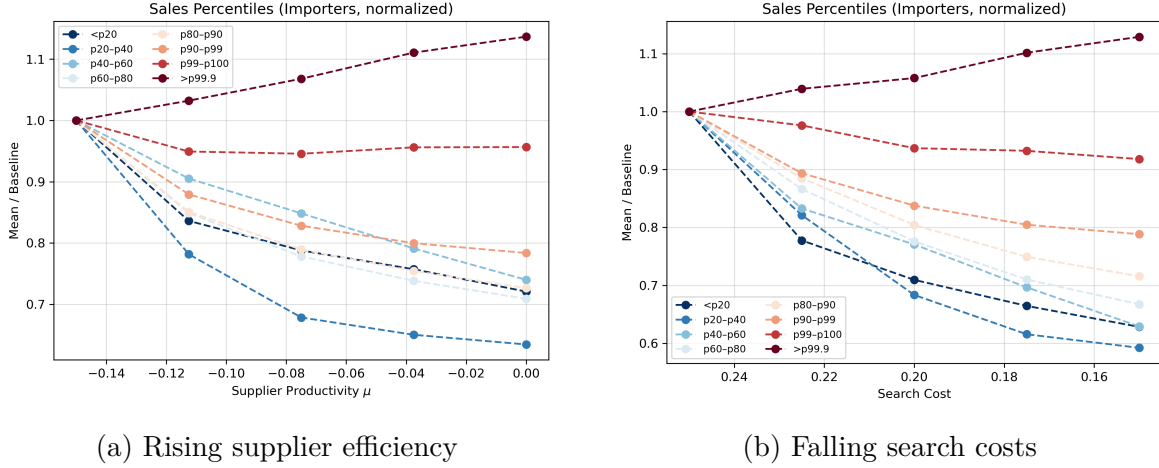 Sales Percentiles (Importers, normalized)
<p20
p20–p40
p40–p60
p60–p80
p80–p90
p90–p99
p99–p100
>p99.9
1.1
1.0
0.9
0.8
0.7
Mean / Baseline
−0.14
−0.12
−0.10
−0.08
−0.06
−0.04
−0.02
0.00
Supplier Productivity μ
(a) Rising supplier efficiency
Sales Percentiles (Importers, normalized)
1.1
1.0
0.9
0.8
0.7
0.6
Mean / Baseline
<p20
p20–p40
p40–p60
p60–p80
p80–p90
p90–p99
p99–p100
>p99.9
0.24
0.22
0.20
0.18
0.16
Search Cost
(b) Falling search costs